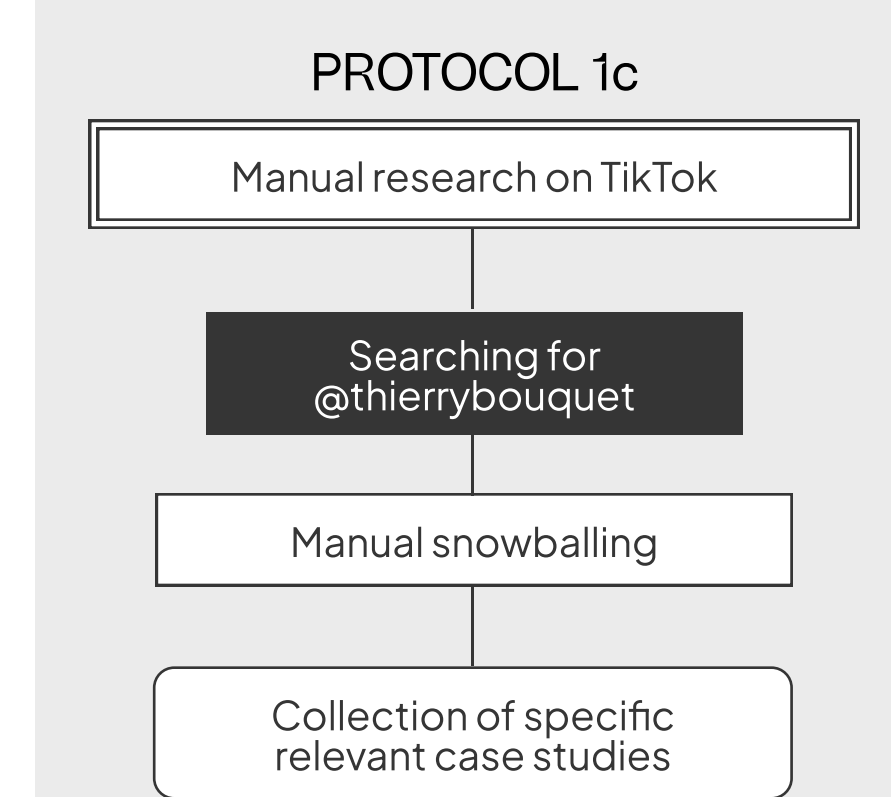 PROTOCOL 1c
Manual research on TikTok
Searching for
@thierrybouquet
Manual snowballing
Collection of specific
relevant case studies